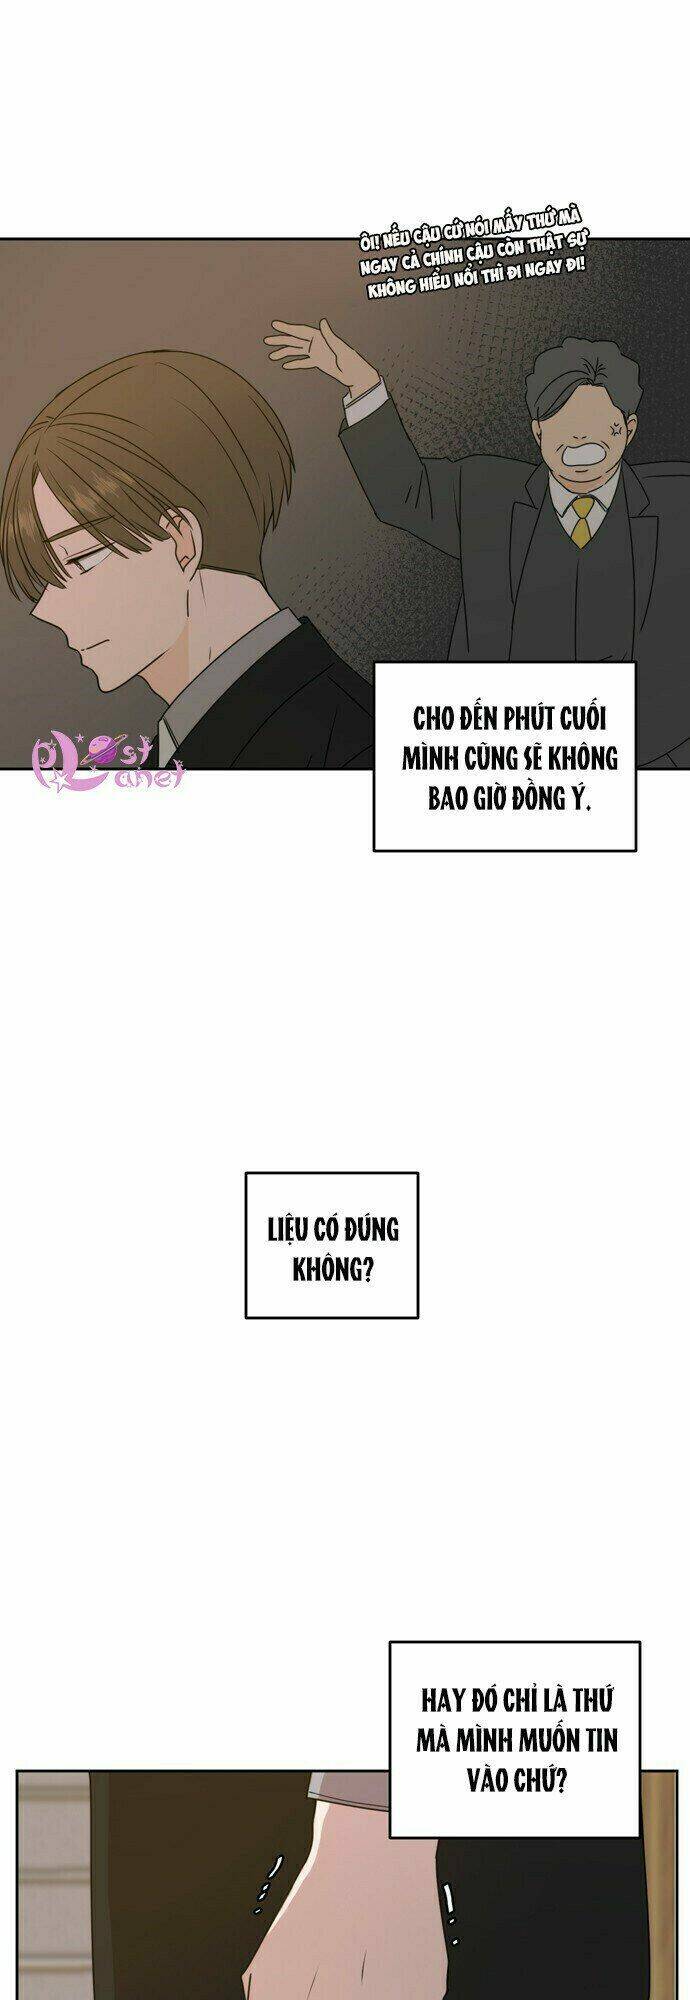 ÔI! NẾU CẬU CỨ NÓI MẤY THỨ MÀ
NGAY CẢ CHÍNH CẬU CÒN THẬT SỰ
KHÔNG HIỂU NỔI THÌ ĐI NGAY ĐI!
CHO ĐẾN PHÚT CUỐI
MÌNH CŨNG SẼ KHÔNG
BAO GIỜ ĐỒNG Ý.
Lost
Planet
LIỆU CÓ ĐÚNG
KHÔNG?
HAY ĐÓ CHỈ LÀ THỨ
MÀ MÌNH MUỐN TIN
VÀO CHỨ?